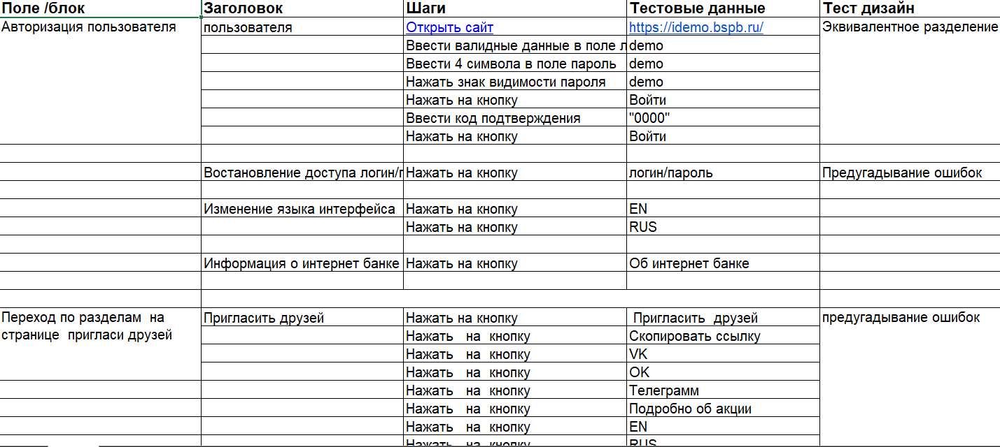 Поле /блок Заголовок Шаги Тестовые данные Тест дизайн
Авторизация пользователя пользователя Открыть сайт https://idemo.bspb.ru/ Эквивалентное разделение
Ввести валидные данные в поле л demo
Ввести 4 символа в поле пароль demo
Нажать знак видимости пароля demo
Нажать на кнопку Войти
Ввести код подтверждения "0000"
Нажать на кнопку Войти
Востановление доступа логин/п Нажать на кнопку логин/пароль Предугадывание ошибок
Изменение языка интерфейса Нажать на кнопку EN
Нажать на кнопку RUS
Информация о интернет банке Нажать на кнопку Об интернет банке
Переход по разделам на Пригласить друзей Нажать на кнопку Пригласить друзей предугадывание ошибок
странице пригласи друзей Нажать на кнопку Скопировать ссылку
Нажать на кнопку VK
Нажать на кнопку OK
Нажать на кнопку Телеграмм
Нажать на кнопку Подробно об акции
Нажать на кнопку EN
Нажать на кнопку RUS